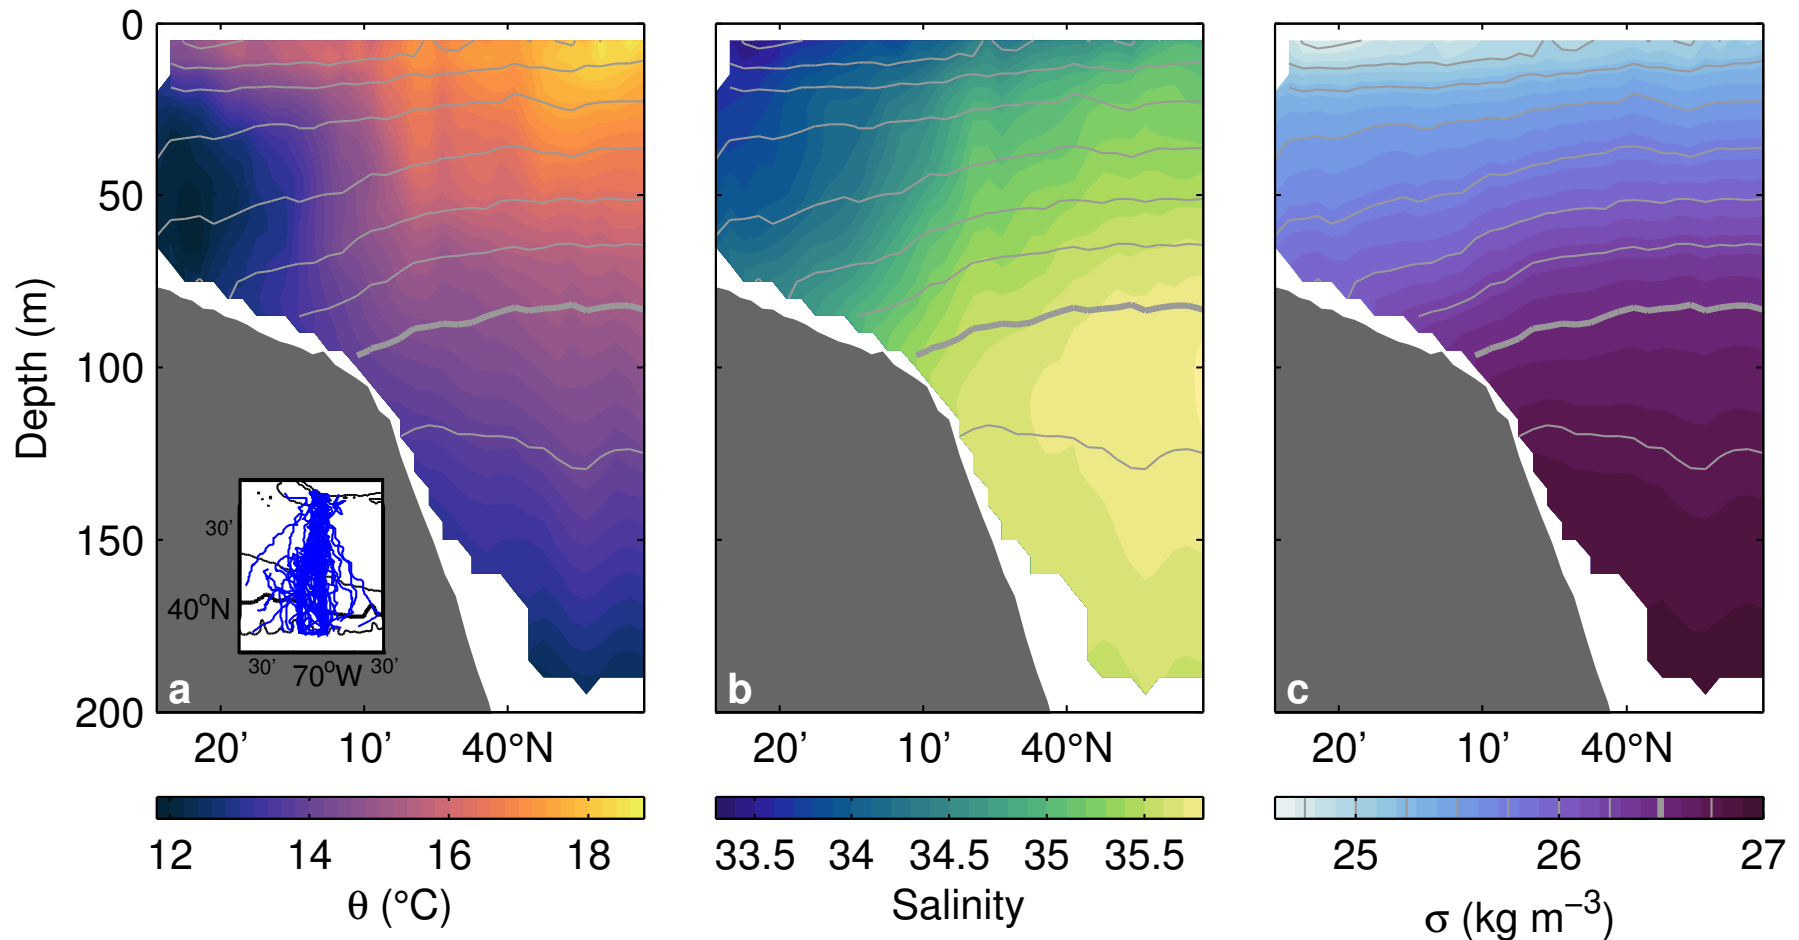 0
50
100
150
200
Depth (m)
30'
40°N
30' 70°W 30'
a
b
c
20' 10' 40°N
20' 10' 40°N
20' 10' 40°N
12 14 16 18
33.5 34 34.5 35 35.5
25 26 27
θ (°C)
Salinity
σ (kg m⁻³)